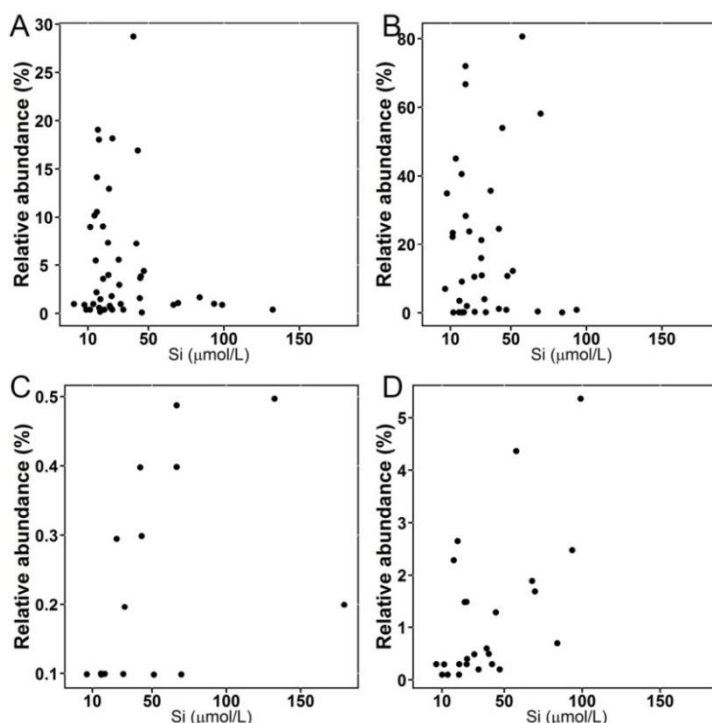 A
B
Relative abundance (%)
30
25
20
15
10
5
0
10 50 100 150
Si (μmol/L)
Relative abundance (%)
80
60
40
20
0
10 50 100 150
Si (μmol/L)
C
D
Relative abundance (%)
0.5
0.4
0.3
0.2
0.1
10 50 100 150
Si (μmol/L)
Relative abundance (%)
5
4
3
2
1
0
10 50 100 150
Si (μmol/L)